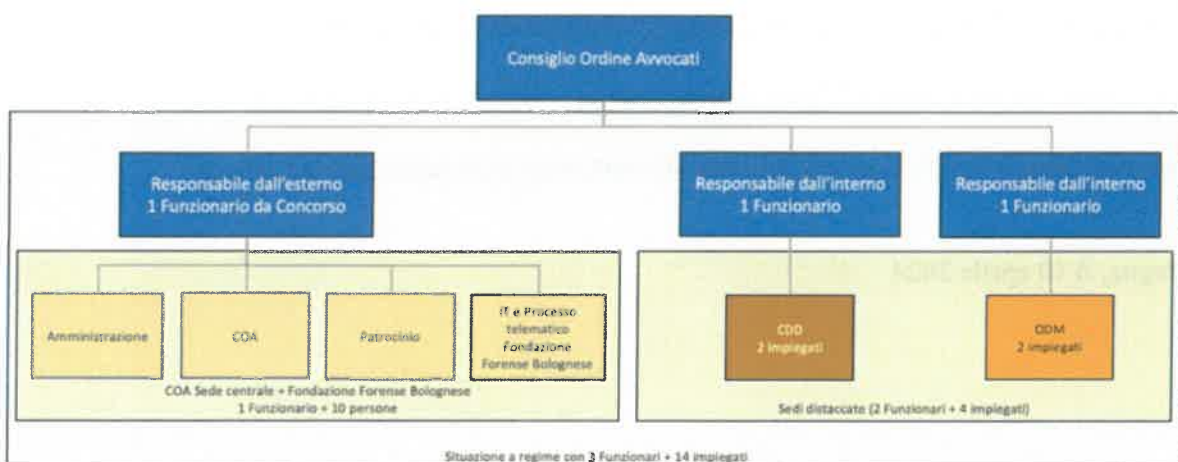 Consiglio Ordine Avvocati
Responsabile dall'esterno
1 Funzionario da Concorso
Responsabile dall'interno
1 Funzionario
Responsabile dall'interno
1 Funzionario
Amministrazione
COA
Patrocinio
IT e Processo
telematico
Fondazione
Forense Bolognese
COA Sede centrale + Fondazione Forense Bolognese
1 Funzionario + 10 persone
CDD
2 impiegati
ODM
2 impiegati
Sedi distaccate (2 Funzionari + 4 impiegati)
Situazione a regime con 3 Funzionari + 14 impiegati